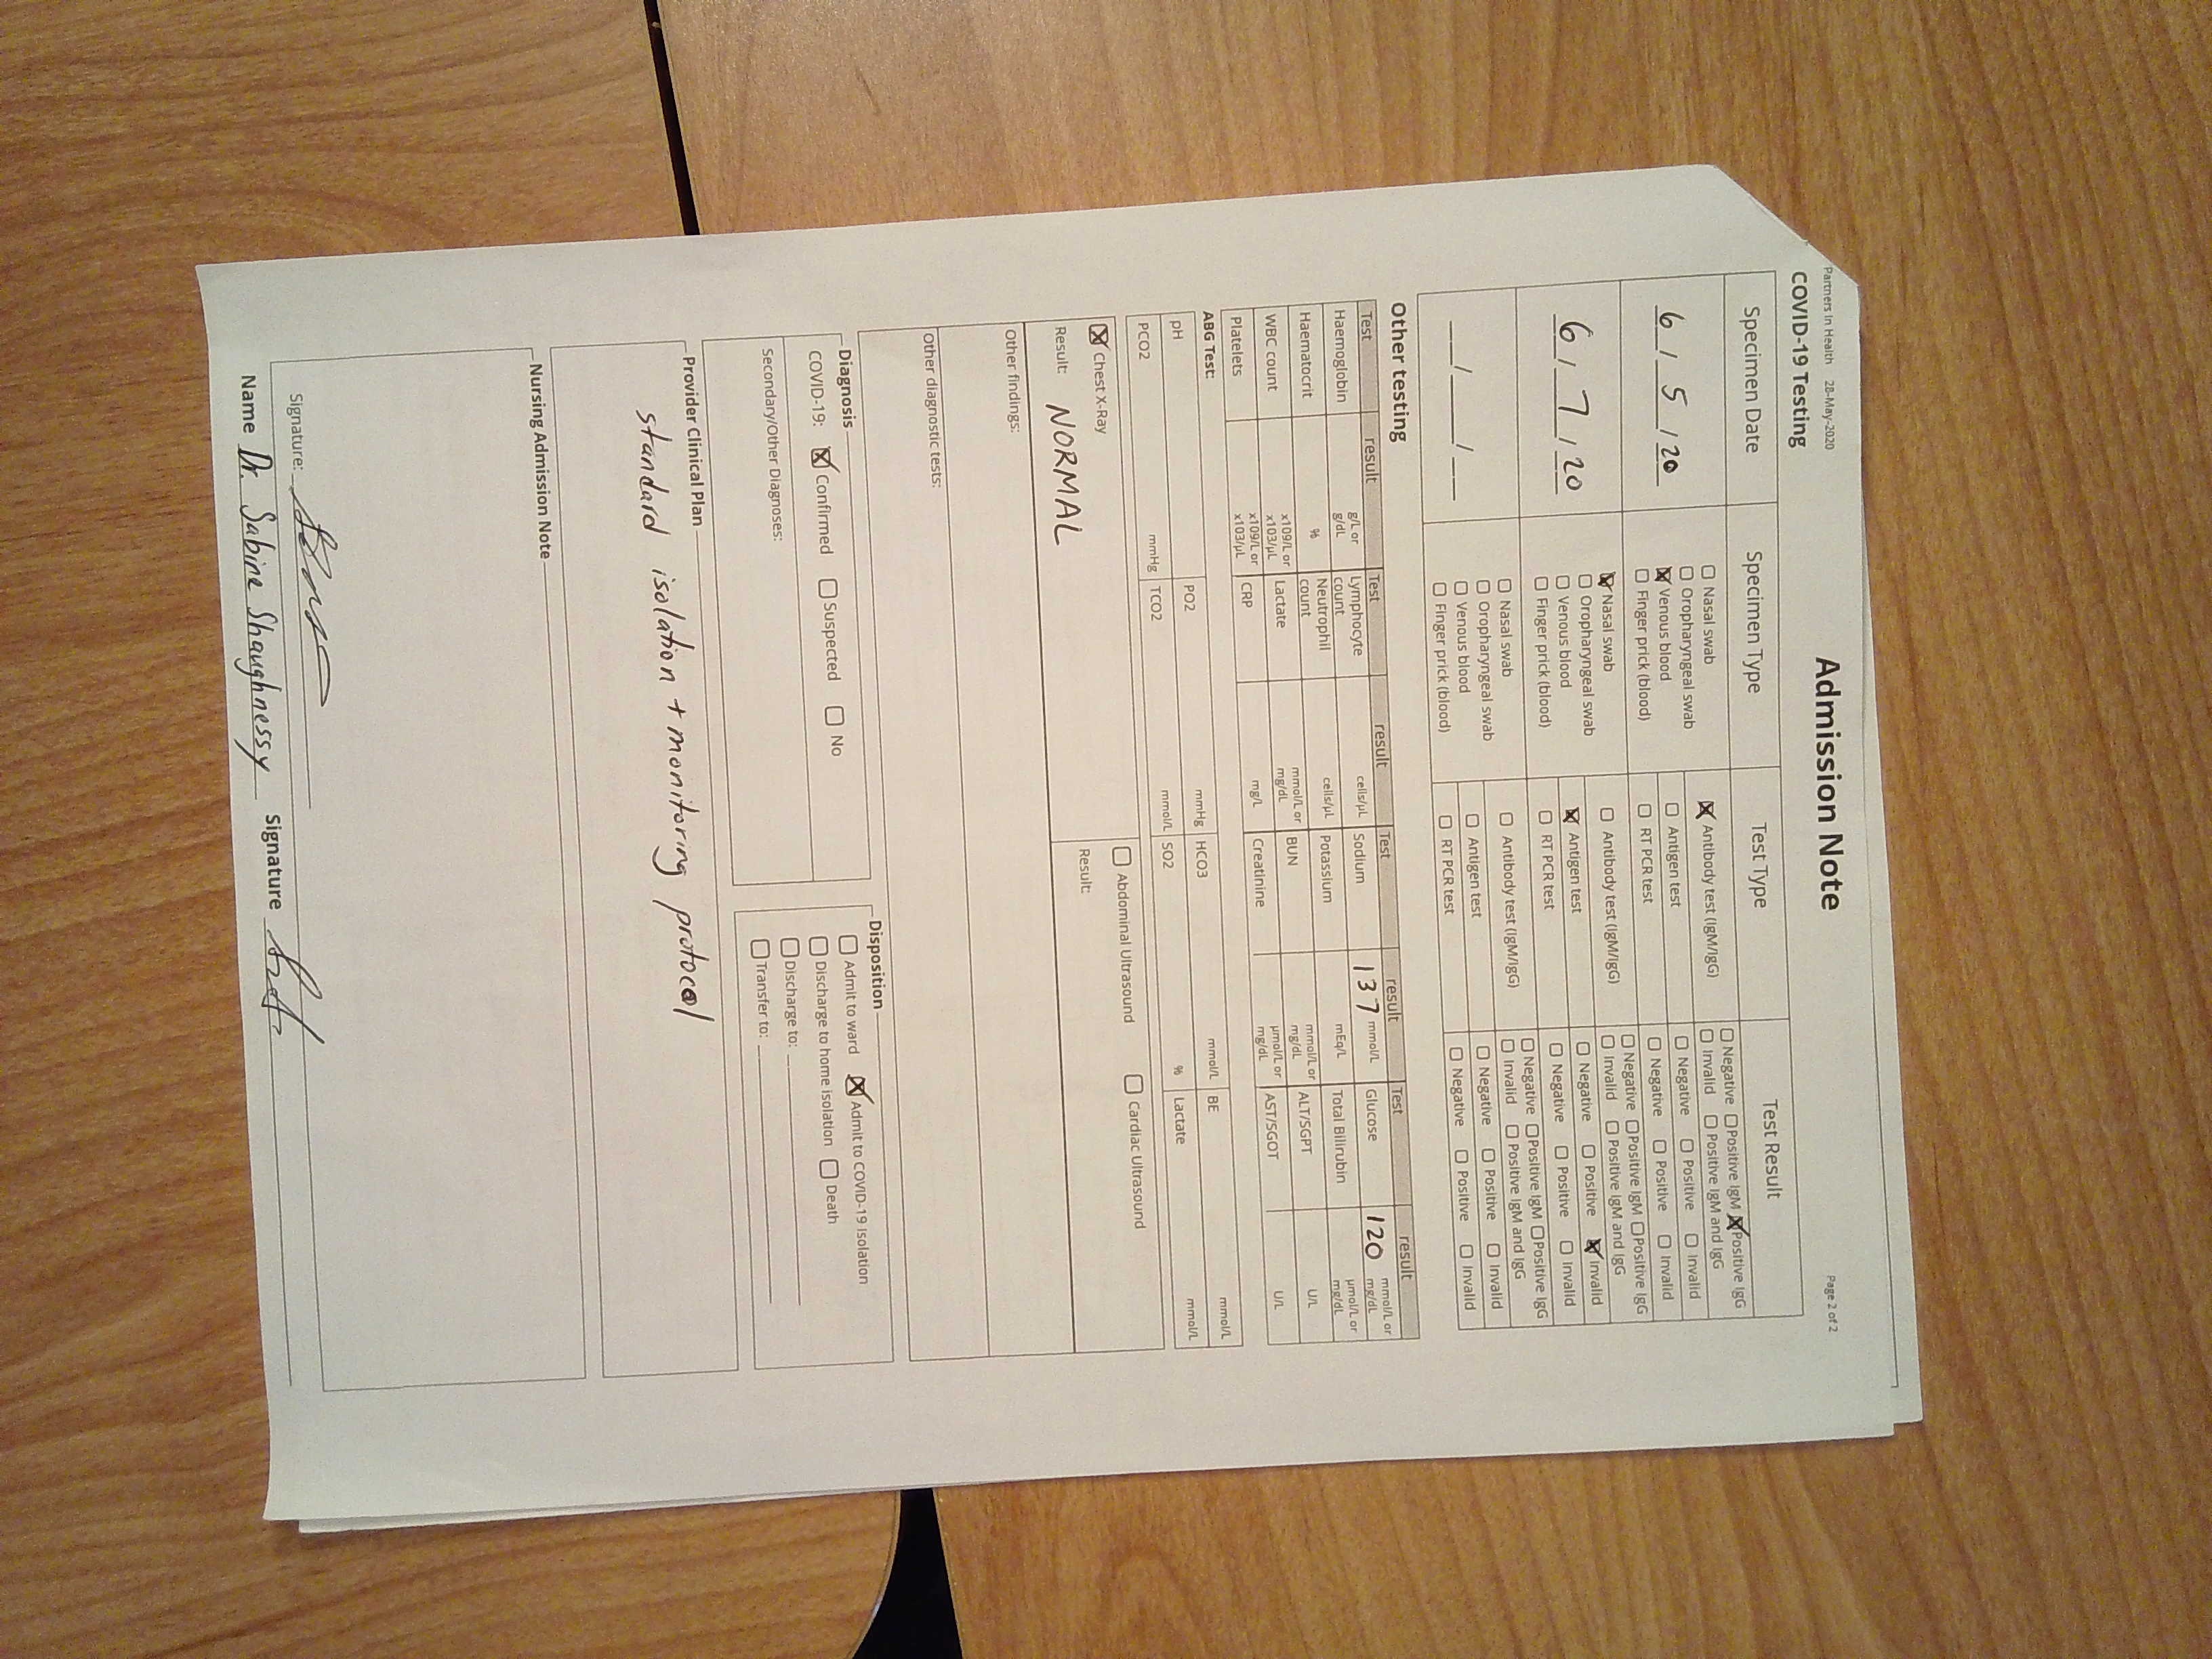 Partners In Health 28-May-2020
Admission Note
Page 2 of 2
COVID-19 Testing
Specimen Date Specimen Type Test Type Test Result
6 / 5 / 20
☐ Nasal swab
☐ Oropharyngeal swab
☒ Venous blood
☐ Finger prick (blood)
☒ Antibody test (IgM/IgG) ☐ Negative ☐ Positive IgM ☒ Positive IgG
☐ Invalid ☐ Positive IgM and IgG
☐ Antigen test ☐ Negative ☐ Positive ☐ Invalid
☐ RT PCR test ☐ Negative ☐ Positive ☐ Invalid
6 / 7 / 20
☒ Nasal swab
☐ Oropharyngeal swab
☐ Venous blood
☐ Finger prick (blood)
☐ Antibody test (IgM/IgG) ☐ Negative ☐ Positive IgM ☐ Positive IgG
☐ Invalid ☐ Positive IgM and IgG
☒ Antigen test ☐ Negative ☐ Positive ☒ Invalid
☐ RT PCR test ☐ Negative ☐ Positive ☐ Invalid
__/__/__
☐ Nasal swab
☐ Oropharyngeal swab
☐ Venous blood
☐ Finger prick (blood)
☐ Antibody test (IgM/IgG) ☐ Negative ☐ Positive IgM ☐ Positive IgG
☐ Invalid ☐ Positive IgM and IgG
☐ Antigen test ☐ Negative ☐ Positive ☐ Invalid
☐ RT PCR test ☐ Negative ☐ Positive ☐ Invalid
Other testing
Test result Test result Test result Test result
Haemoglobin g/L or g/dL Lymphocyte count cells/μL Sodium 137 mmol/L Glucose 120 mmol/L or mg/dL
Haematocrit % Neutrophil count cells/μL Potassium mEq/L Total Bilirubin μmol/L or mg/dL
WBC count x109/L or x103/μL Lactate mmol/L or mg/dL BUN mmol/L or mg/dL ALT/SGPT U/L
Platelets x109/L or x103/μL CRP mg/L Creatinine μmol/L or mg/dL AST/SGOT U/L
ABG Test:
pH PO2 mmHg HCO3 mmol/L BE mmol/L
PCO2 mmHg TCO2 mmol/L SO2 % Lactate mmol/L
☒ Chest X-Ray ☐ Abdominal Ultrasound ☐ Cardiac Ultrasound
Result: NORMAL Result:
Other findings:
Other diagnostic tests:
Diagnosis
COVID-19: ☒ Confirmed ☐ Suspected ☐ No
Secondary/Other Diagnoses:
Disposition
☐ Admit to ward ☒ Admit to COVID-19 Isolation
☐ Discharge to home isolation ☐ Death
☐ Discharge to:
☐ Transfer to:
Provider Clinical Plan
standard isolation + monitoring protocol
Nursing Admission Note
Signature:
Name Dr. Sabine Shaughnessy Signature